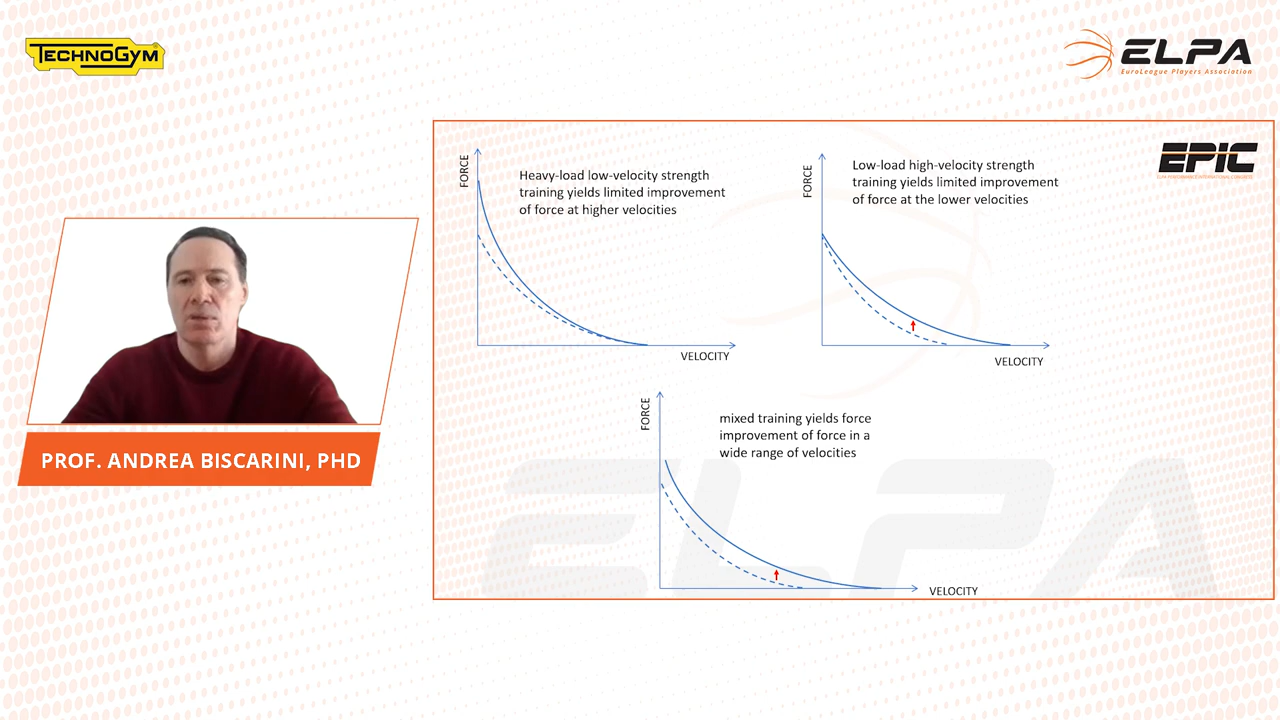 TECHNOGYM
ELPA
EuroLeague Players Association
EPIC
FORCE
Heavy-load low-velocity strength
training yields limited improvement
of force at higher velocities
VELOCITY
FORCE
Low-load high-velocity strength
training yields limited improvement
of force at the lower velocities
VELOCITY
FORCE
mixed training yields force
improvement of force in a
wide range of velocities
VELOCITY
ELPA
PROF. ANDREA BISCARINI, PHD